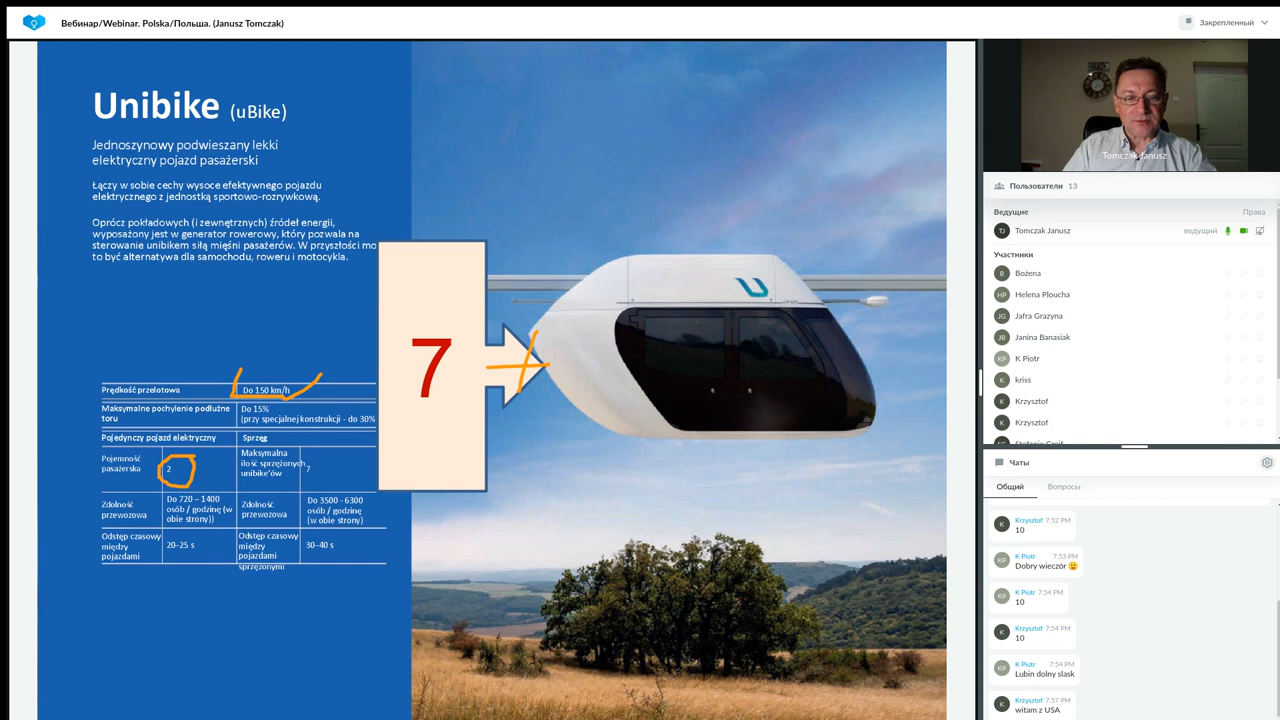 Вебинар/Webinar. Polska/Польша. (Janusz Tomczak)
Закрепленный
Unibike (uBike)
Jednoszynowy podwieszany lekki
elektryczny pojazd pasażerski
Łączy w sobie cechy wysoce efektywnego pojazdu
elektrycznego z jednostką sportowo-rozrywkową.
Oprócz pokładowych (i zewnętrznych) źródeł energii,
wyposażony jest w generator rowerowy, który pozwala na
sterowanie unibikem siłą mięśni pasażerów. W przyszłości mo
to być alternatywa dla samochodu, roweru i motocykla.
7
Prędkość przelotowa
Do 150 km/h
Maksymalne pochylenie podłużne
toru
Do 15%
(przy specjalnej konstrukcji - do 30%
Pojedynczy pojazd elektryczny
Sprzęg
Pojemność
pasażerska
2
Maksymalna
ilość sprzężonych
unibike'ów
7
Zdolność
przewozowa
Do 720 – 1400
osób / godzinę (w
obie strony))
Zdolność
przewozowa
Do 3500 - 6300
osób / godzinę
(w obie strony)
Odstęp czasowy
między
pojazdami
20–25 s
Odstęp czasowy
między
pojazdami
sprzężonymi
30–40 s
Tomczak Janusz
Пользователи 13
Ведущие
Права
TJ Tomczak Janusz ведущий
Участники
B Bożena
HP Helena Ploucha
JG Jafra Grazyna
JB Janina Banasiak
KP K Piotr
K kriss
K Krzysztof
K Krzysztof
Чаты
Общий
Вопросы
K Krzysztof 7:52 PM
10
KP K Piotr 7:53 PM
Dobry wieczór 🙂
KP K Piotr 7:54 PM
10
K Krzysztof 7:54 PM
10
KP K Piotr 7:54 PM
Lubin dolny slask
K Krzysztof 7:57 PM
witam z USA